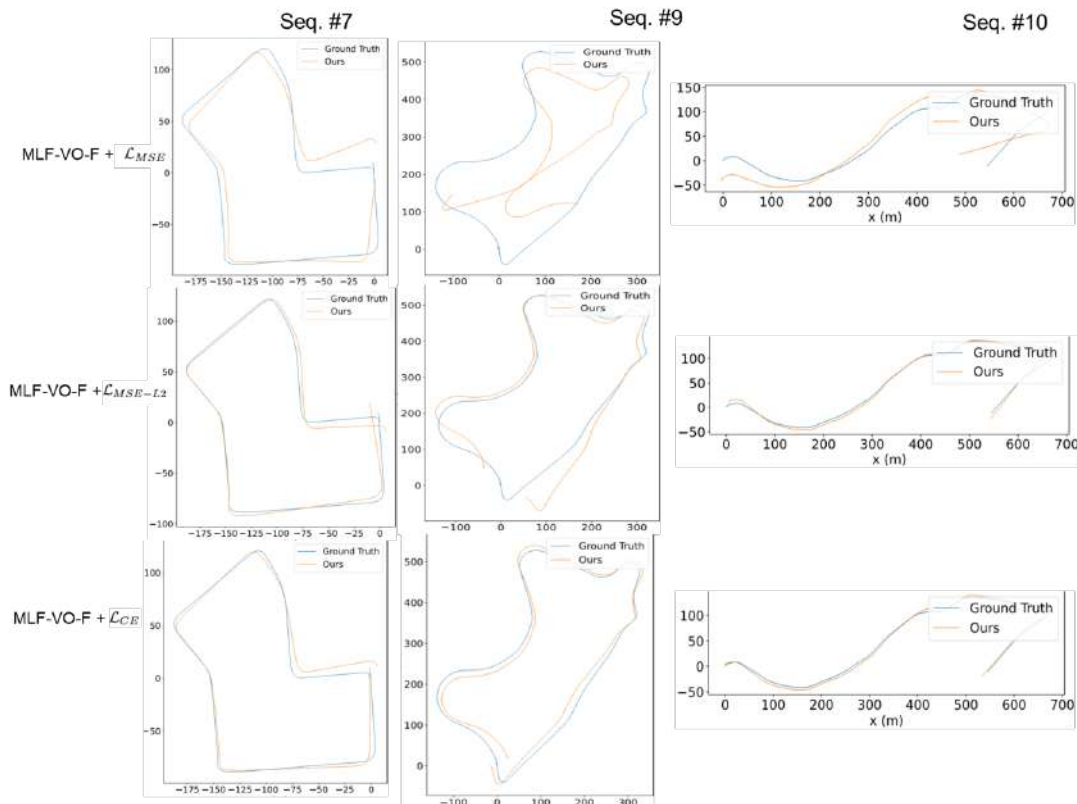 Seq. #7
Seq. #9
Seq. #10
MLF-VO-F + ℒMSE
Ground Truth
Ours
100
50
0
−50
−175 −150 −125 −100 −75 −50 −25 0
Ground Truth
Ours
500
400
300
200
100
0
−100 0 100 200 300
Ground Truth
Ours
150
100
50
0
−50
0 100 200 300 400 500 600 700
x (m)
MLF-VO-F + ℒMSE−L2
Ground Truth
Ours
100
50
0
−50
−100
−175 −150 −125 −100 −75 −50 −25 0
Ground Truth
Ours
500
400
300
200
100
0
−100 0 100 200 300
Ground Truth
Ours
100
50
0
−50
0 100 200 300 400 500 600 700
x (m)
MLF-VO-F + ℒCE
Ground Truth
Ours
100
50
0
−50
−175 −150 −125 −100 −75 −50 −25 0
Ground Truth
Ours
500
400
300
200
100
0
−100 0 100 200 300
Ground Truth
Ours
100
50
0
−50
0 100 200 300 400 500 600 700
x (m)